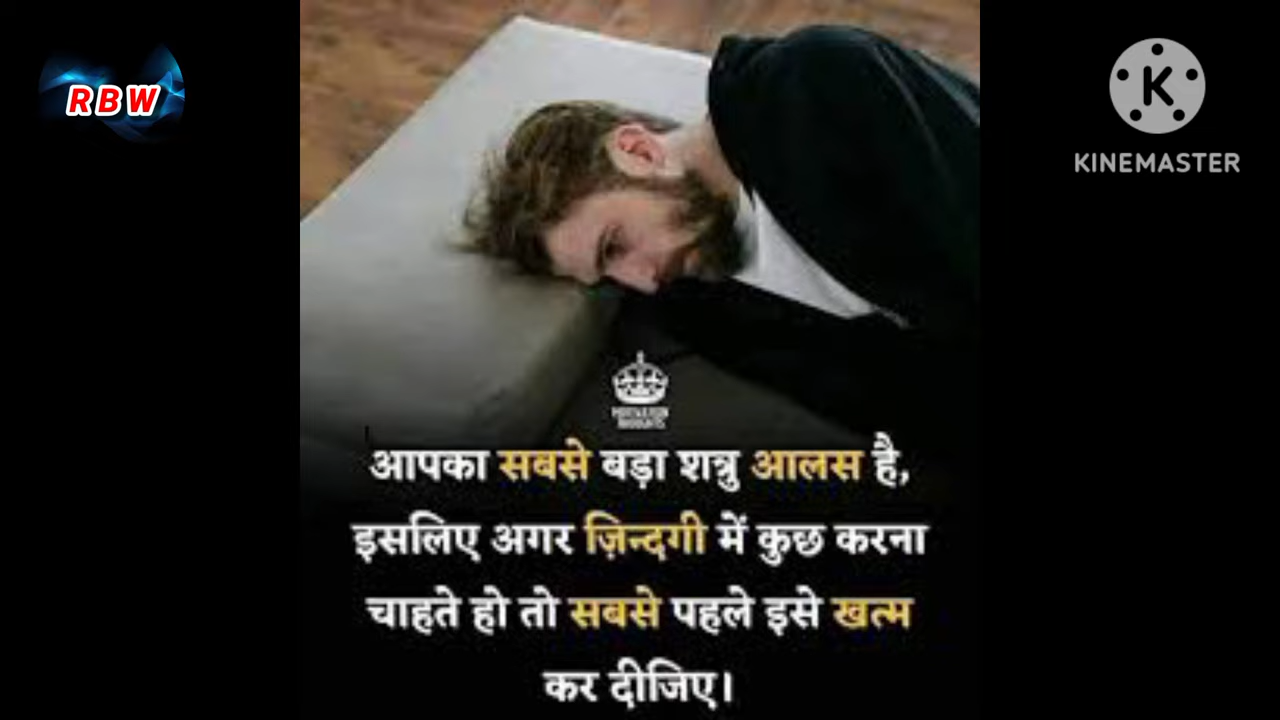 RBW
K
KINEMASTER
आपका सबसे बड़ा शत्रु आलस है,
इसलिए अगर ज़िन्दगी में कुछ करना
चाहते हो तो सबसे पहले इसे खत्म
कर दीजिए।